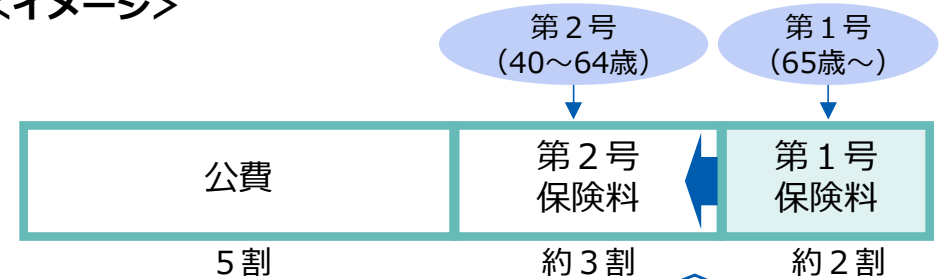 ＜イメージ＞
第２号
（40～64歳）
第１号
（65歳～）
公費
第２号
保険料
第１号
保険料
５割
約３割
約２割